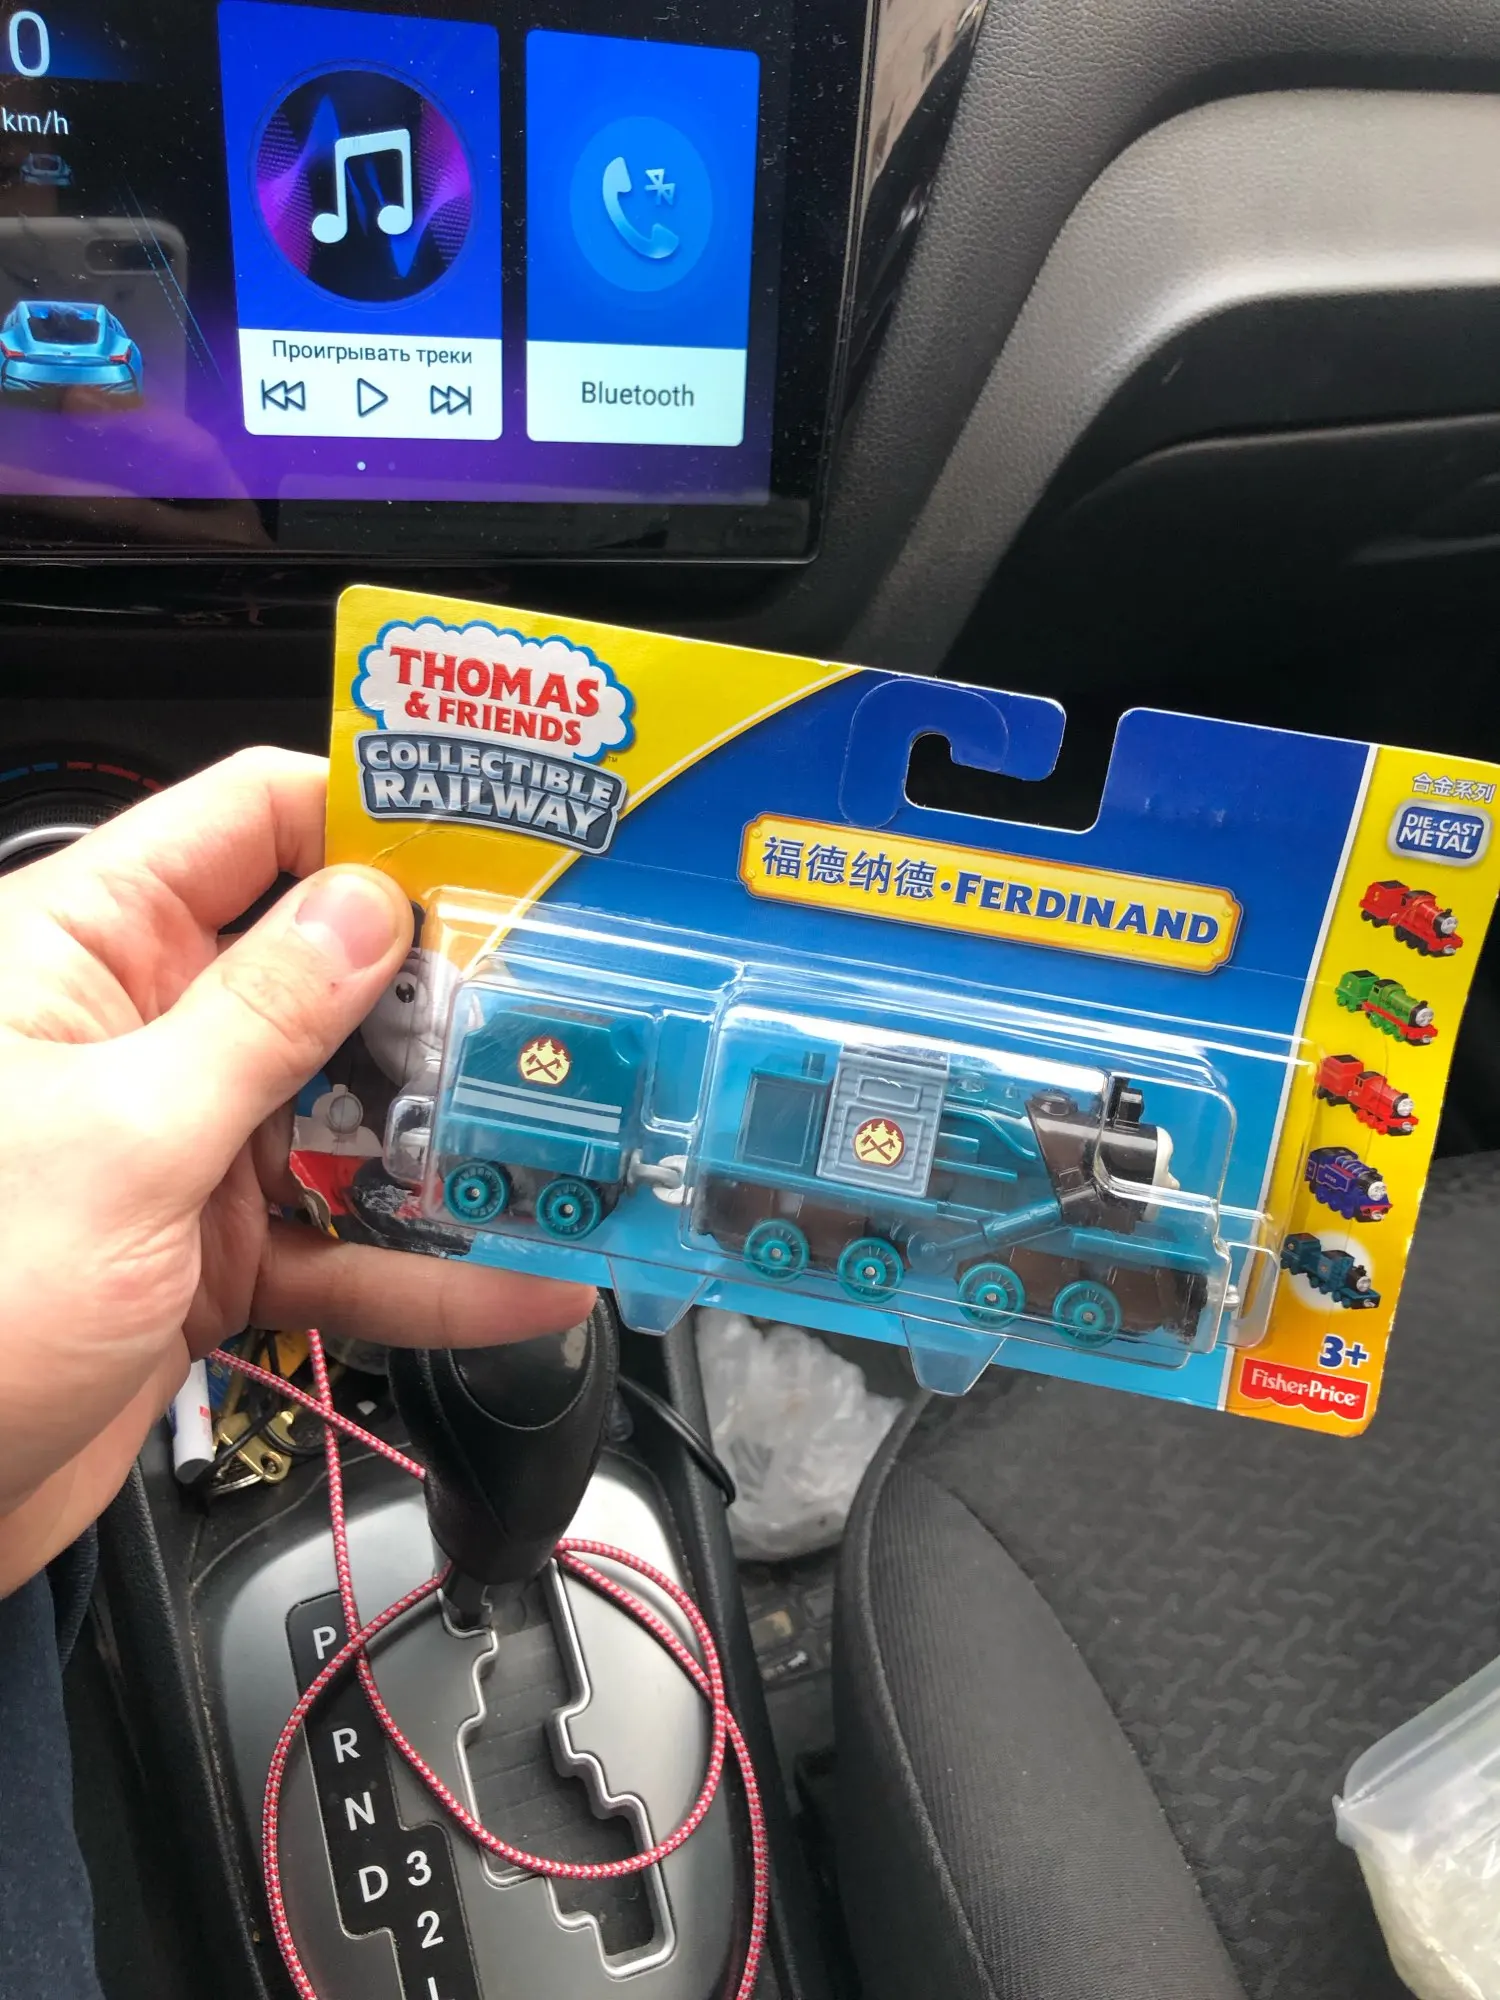 0
km/h
Проигрывать треки
Bluetooth
THOMAS
& FRIENDS
™
COLLECTIBLE
RAILWAY
福德纳德·FERDINAND
合金系列
DIE-CAST
METAL
3+
Fisher-Price
P
R
N
D 3
2
L